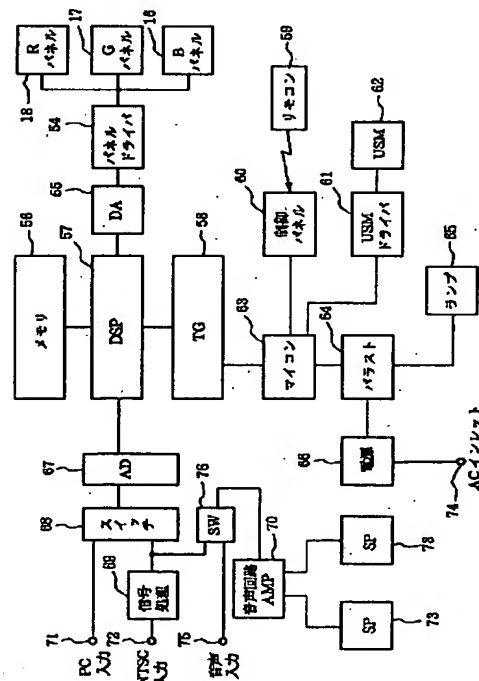 18
R
パネル
17
G
パネル
16
B
パネル
54
パネル
ドライバ
55
DA
56
メモリ
57
DSP
58
TG
59
リモコン
60
制御
パネル
61
USM
ドライバ
62
USM
63
マイコン
64
バラスト
65
ランプ
66
電源
74
ACインレット
67
AD
68
スイッチ
69
信号
処理
76
SW
70
音声回路
AMP
SP
73
SP
73
71
PC
入力
72
NTSC
入力
75
音声
入力